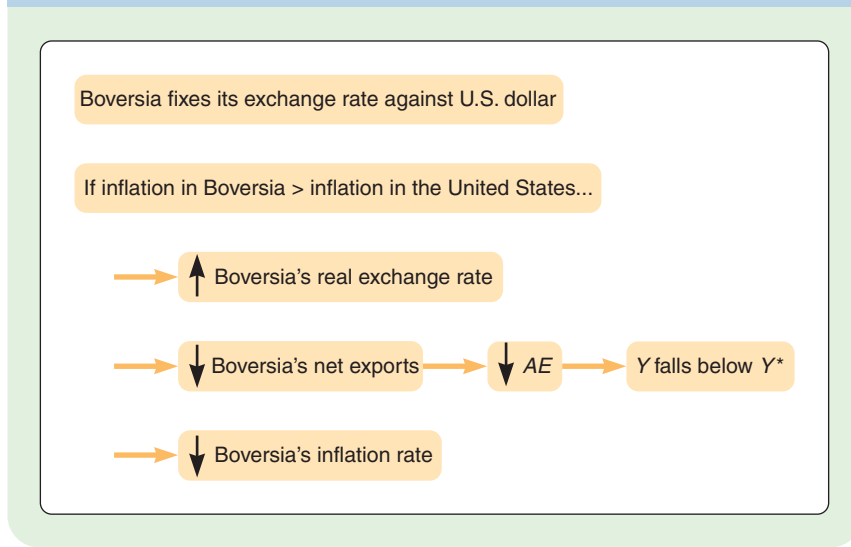 Boversia fixes its exchange rate against U.S. dollar
If inflation in Boversia > inflation in the United States...
Boversia’s real exchange rate
Boversia’s net exports
AE
Y falls below Y*
Boversia’s inflation rate